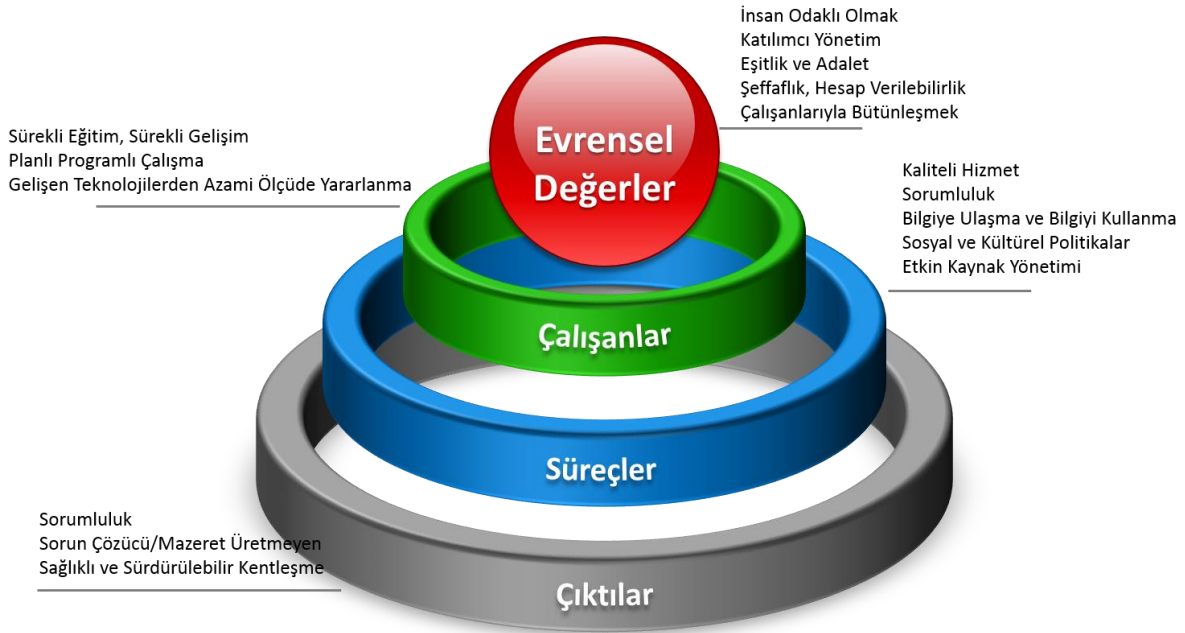 İnsan Odaklı Olmak
Katılımcı Yönetim
Eşitlik ve Adalet
Şeffaflık, Hesap Verilebilirlik
Çalışanlarıyla Bütünleşmek
Evrensel
Değerler
Sürekli Eğitim, Sürekli Gelişim
Planlı Programlı Çalışma
Gelişen Teknolojilerden Azami Ölçüde Yararlanma
Kaliteli Hizmet
Sorumluluk
Bilgiye Ulaşma ve Bilgiyi Kullanma
Sosyal ve Kültürel Politikalar
Etkin Kaynak Yönetimi
Çalışanlar
Süreçler
Sorumluluk
Sorun Çözücü/Mazeret Üretmeyen
Sağlıklı ve Sürdürülebilir Kentleşme
Çıktılar